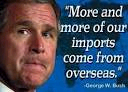 "More and
more of our
imports
come from
overseas."
-George W. Bush